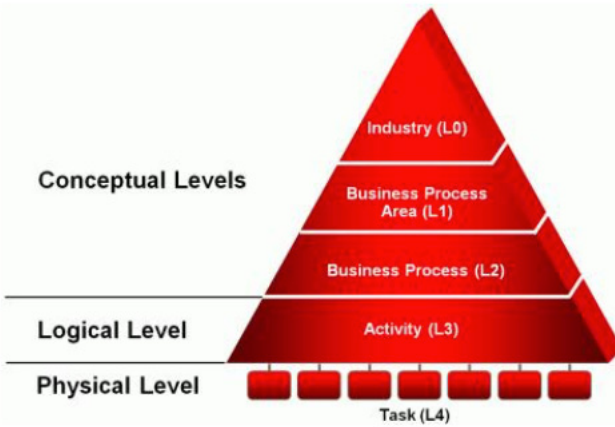 Industry (L0)
Conceptual Levels
Business Process
Area (L1)
Business Process (L2)
Logical Level
Activity (L3)
Physical Level
Task (L4)